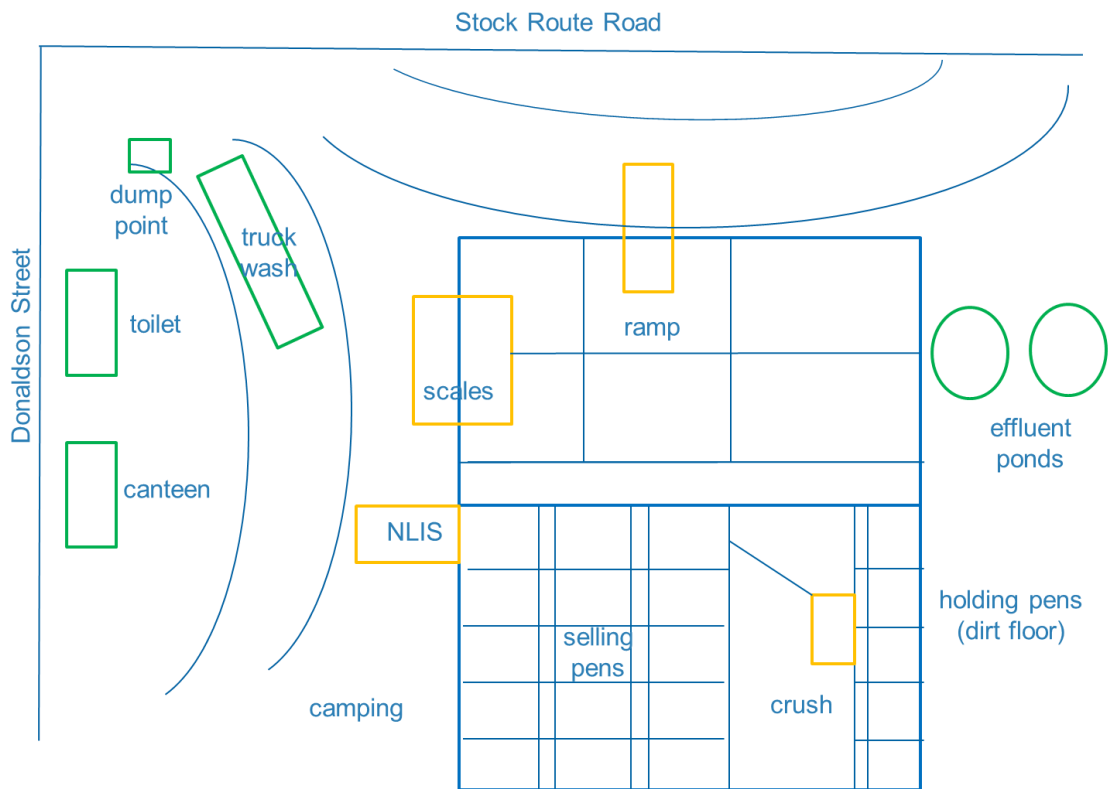 Stock Route Road
Donaldson Street
dump
point
truck
wash
toilet
ramp
scales
effluent
ponds
canteen
NLIS
holding pens
(dirt floor)
selling
pens
camping
crush